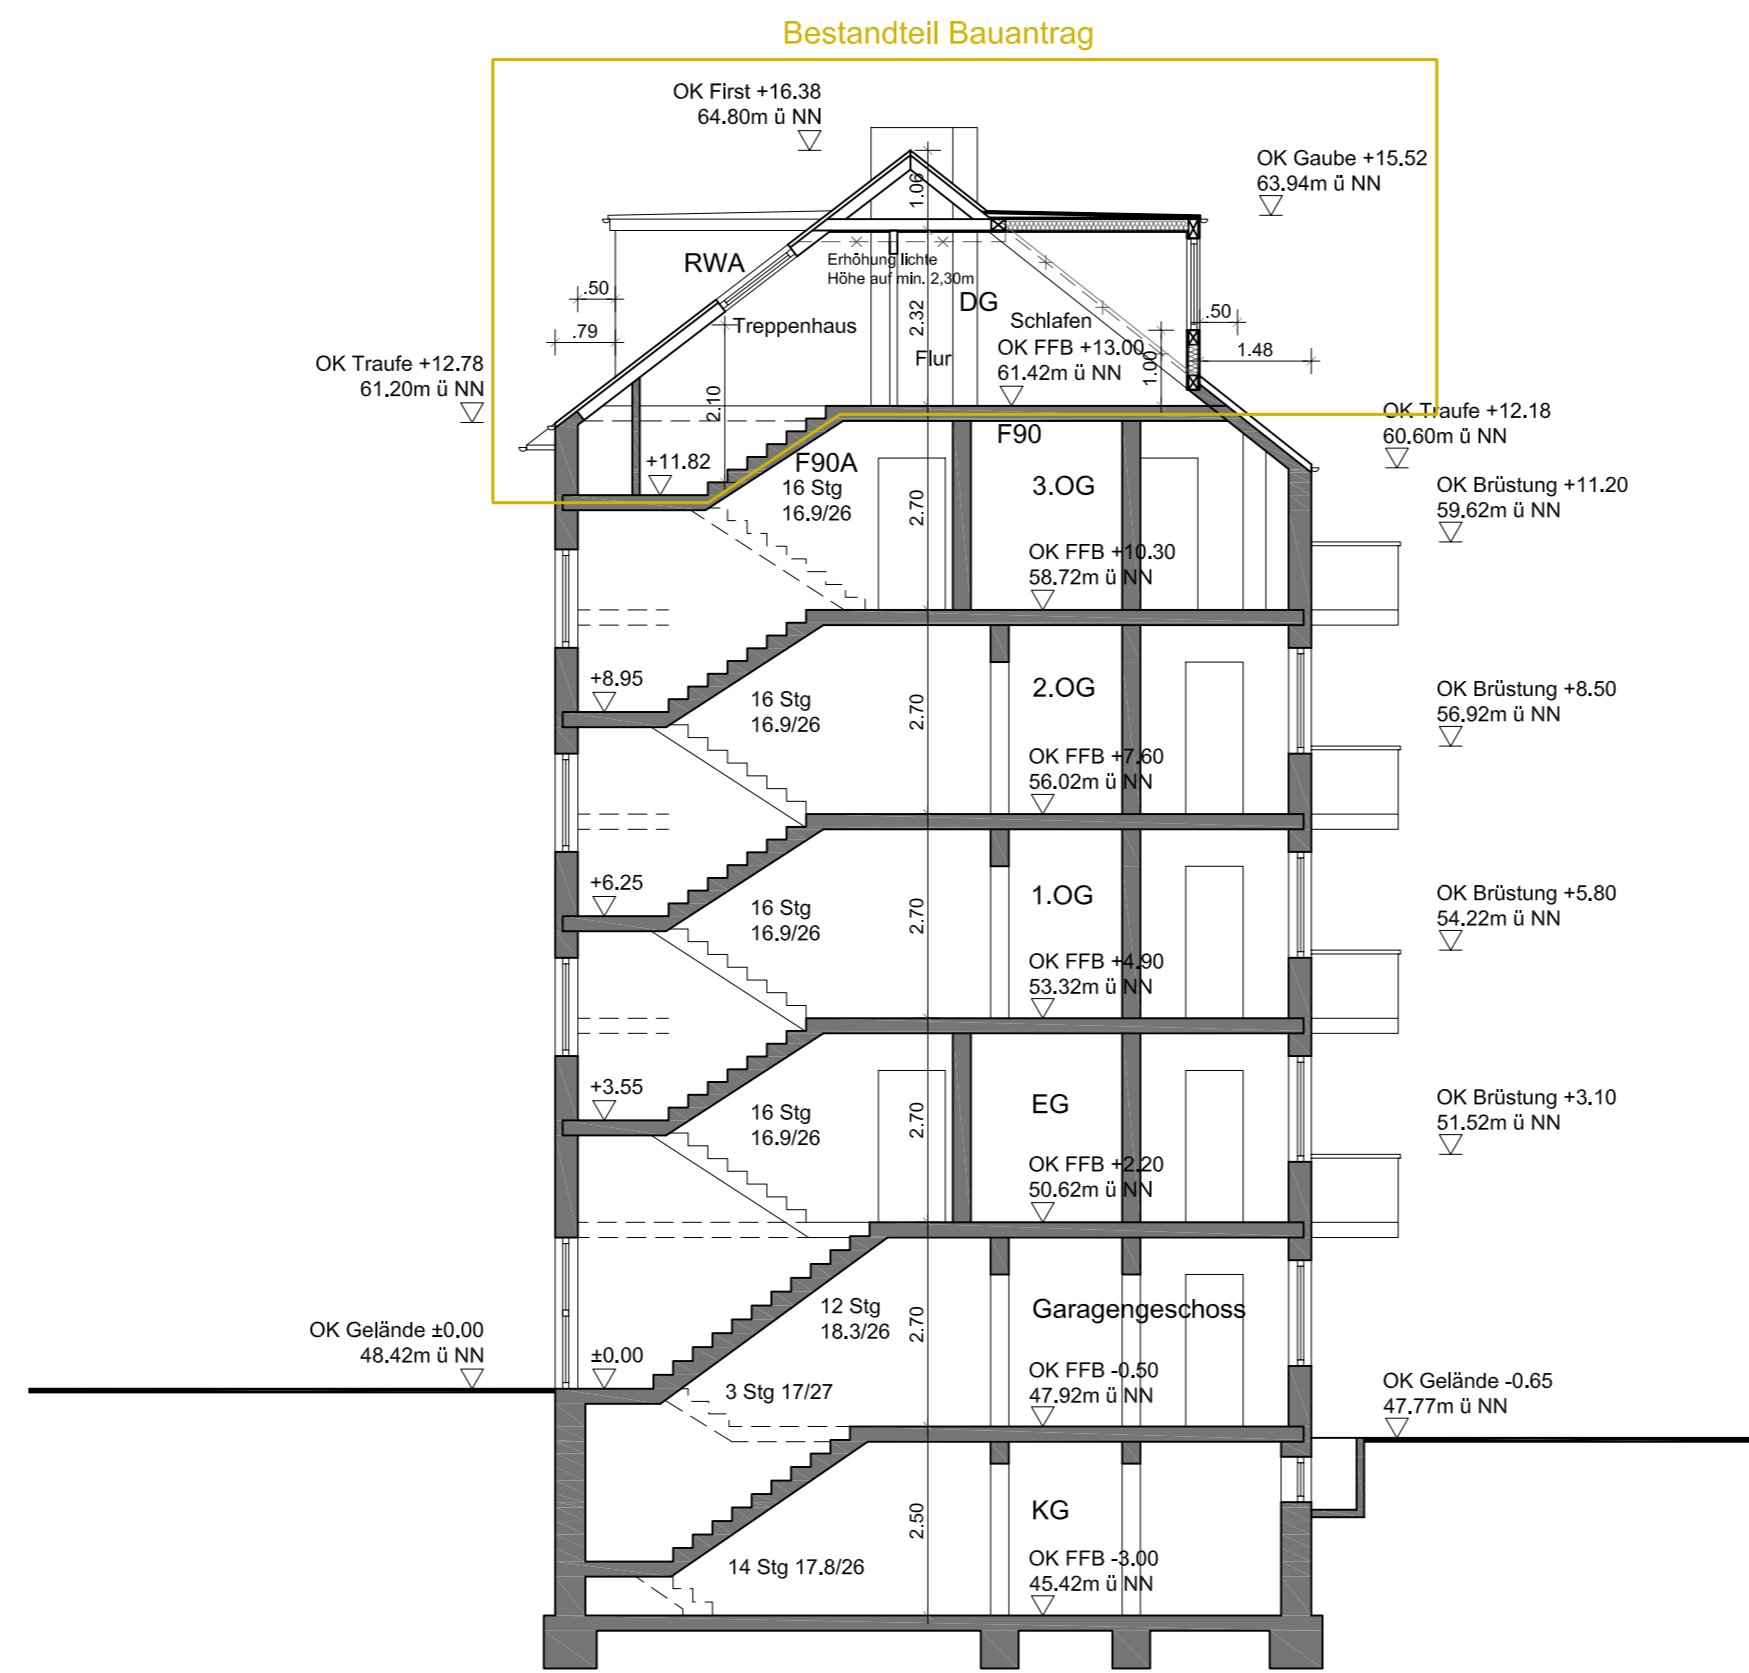 Bestandteil Bauantrag
OK First +16.38
64.80m ü NN
OK Gaube +15.52
63.94m ü NN
1.06
RWA
Erhöhung lichte
Höhe auf min. 2,30m
.50
DG
2.32
Schlafen
.50
Treppenhaus
.79
Flur
OK FFB +13.00
61.42m ü NN
1.00
1.48
OK Traufe +12.78
61.20m ü NN
2.10
OK Traufe +12.18
60.60m ü NN
F90
+11.82
F90A
16 Stg
16.9/26
2.70
3.OG
OK Brüstung +11.20
59.62m ü NN
OK FFB +10.30
58.72m ü NN
+8.95
16 Stg
16.9/26
2.70
2.OG
OK Brüstung +8.50
56.92m ü NN
OK FFB +7.60
56.02m ü NN
+6.25
16 Stg
16.9/26
2.70
1.OG
OK Brüstung +5.80
54.22m ü NN
OK FFB +4.90
53.32m ü NN
+3.55
16 Stg
16.9/26
2.70
EG
OK Brüstung +3.10
51.52m ü NN
OK FFB +2.20
50.62m ü NN
12 Stg
18.3/26
2.70
Garagengeschoss
OK Gelände ±0.00
48.42m ü NN
±0.00
3 Stg 17/27
OK FFB -0.50
47.92m ü NN
OK Gelände -0.65
47.77m ü NN
2.50
KG
14 Stg 17.8/26
OK FFB -3.00
45.42m ü NN